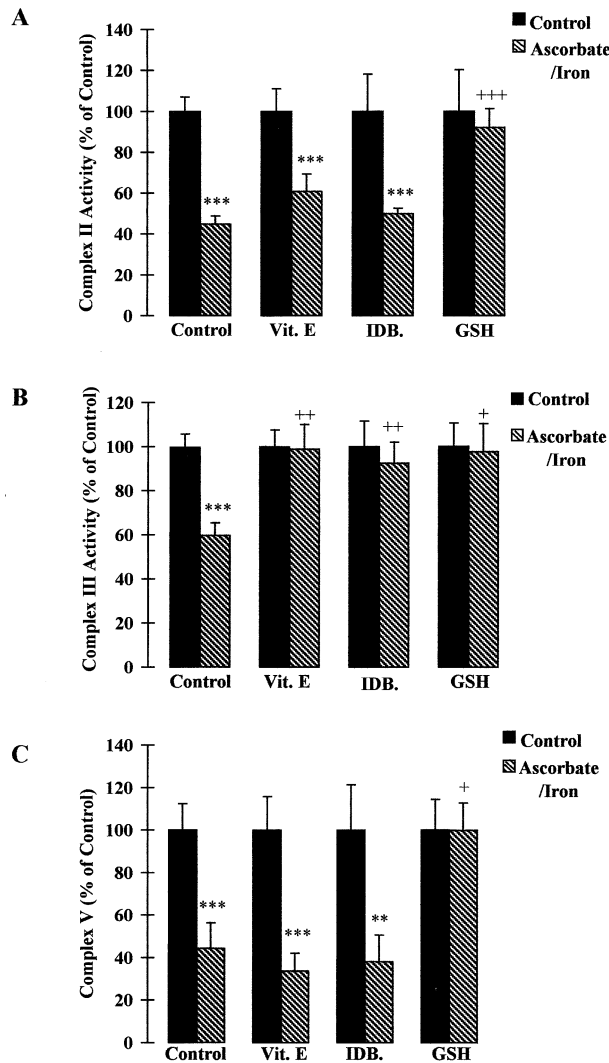 A
Control
Ascorbate
/Iron
Complex II Activity (% of Control)
140
120
100
80
60
40
20
0
***
***
***
+++
Control Vit. E IDB. GSH
B
Control
Ascorbate
/Iron
Complex III Activity (% of Control)
120
100
80
60
40
20
0
***
++
++
+
Control Vit. E IDB. GSH
C
Control
Ascorbate
/Iron
Complex V (% of Control)
140
120
100
80
60
40
20
0
***
***
**
+
Control Vit. E IDB. GSH